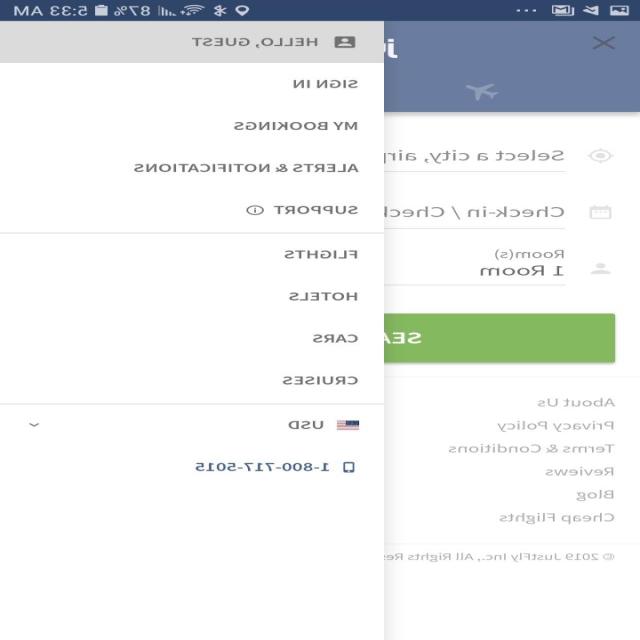 87% 5:33 AM
HELLO, GUEST
SIGN IN
MY BOOKINGS
ALERTS & NOTIFICATIONS
SUPPORT
FLIGHTS
HOTELS
CARS
CRUISES
USD
1-800-717-5015
Select a city, airp
Check-in / Check
Room(s)
1 Room
SEA
About Us
Privacy Policy
Terms & Conditions
Reviews
Blog
Cheap Flights
© 2019 JustFly Inc., All Rights Res